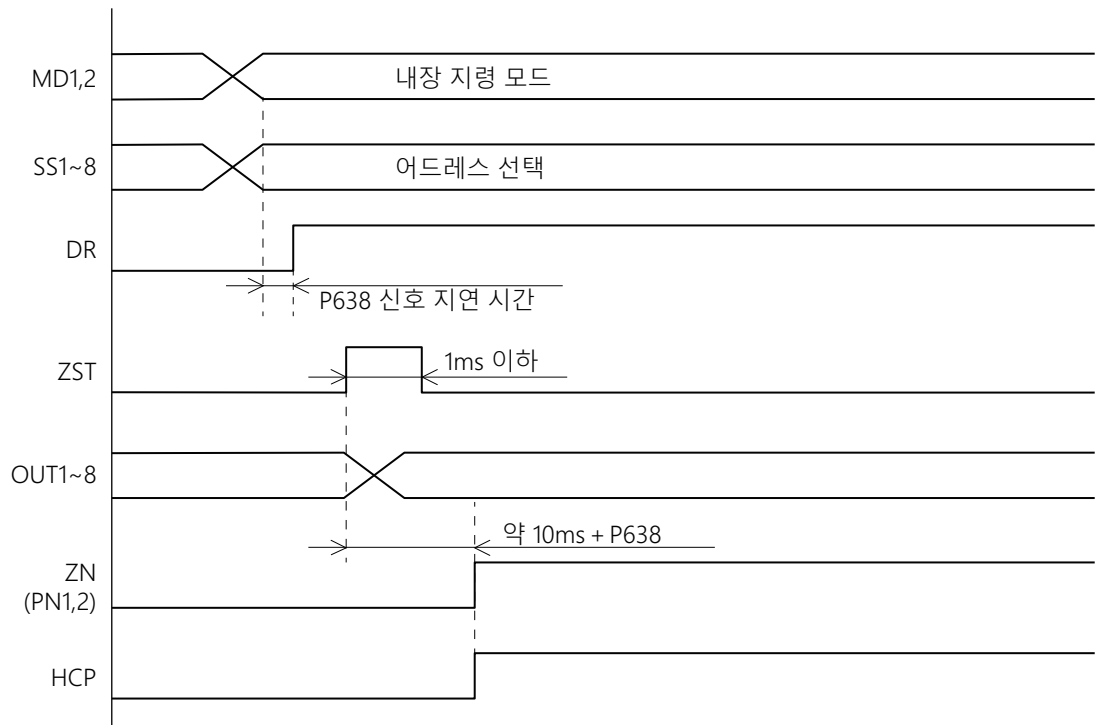 MD1,2
내장 지령 모드
SS1~8
어드레스 선택
DR
P638 신호 지연 시간
ZST
1ms 이하
OUT1~8
약 10ms + P638
ZN
(PN1,2)
HCP